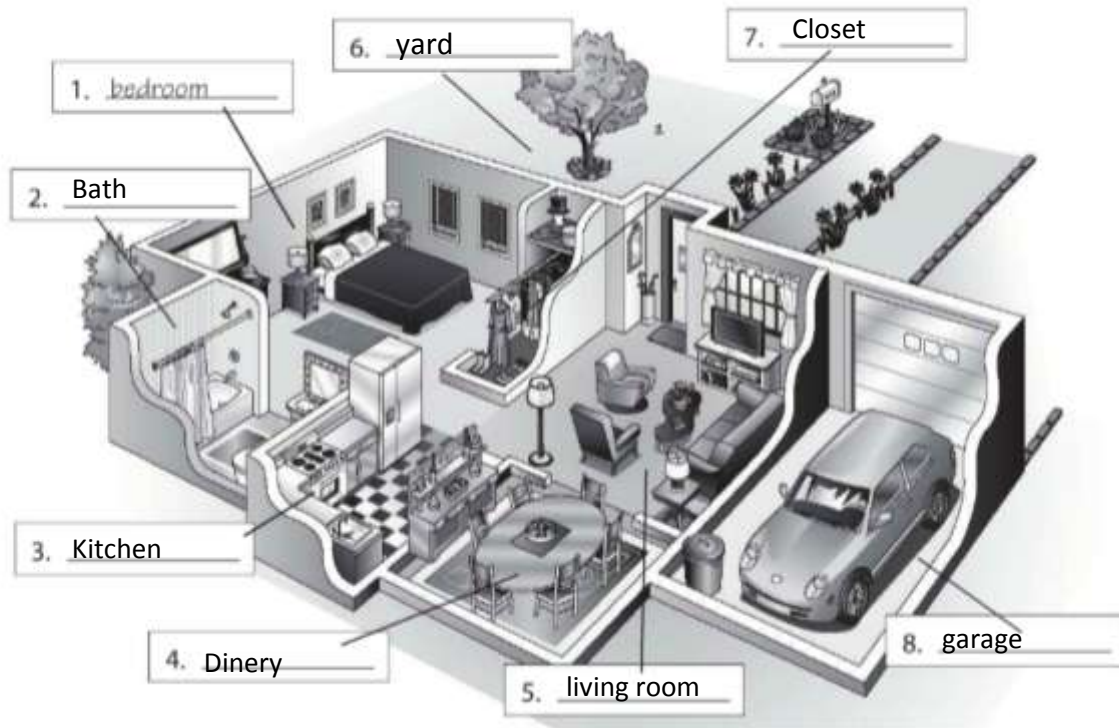 1. bedroom
2. Bath
3. Kitchen
4. Dinery
5. living room
6. yard
7. Closet
8. garage